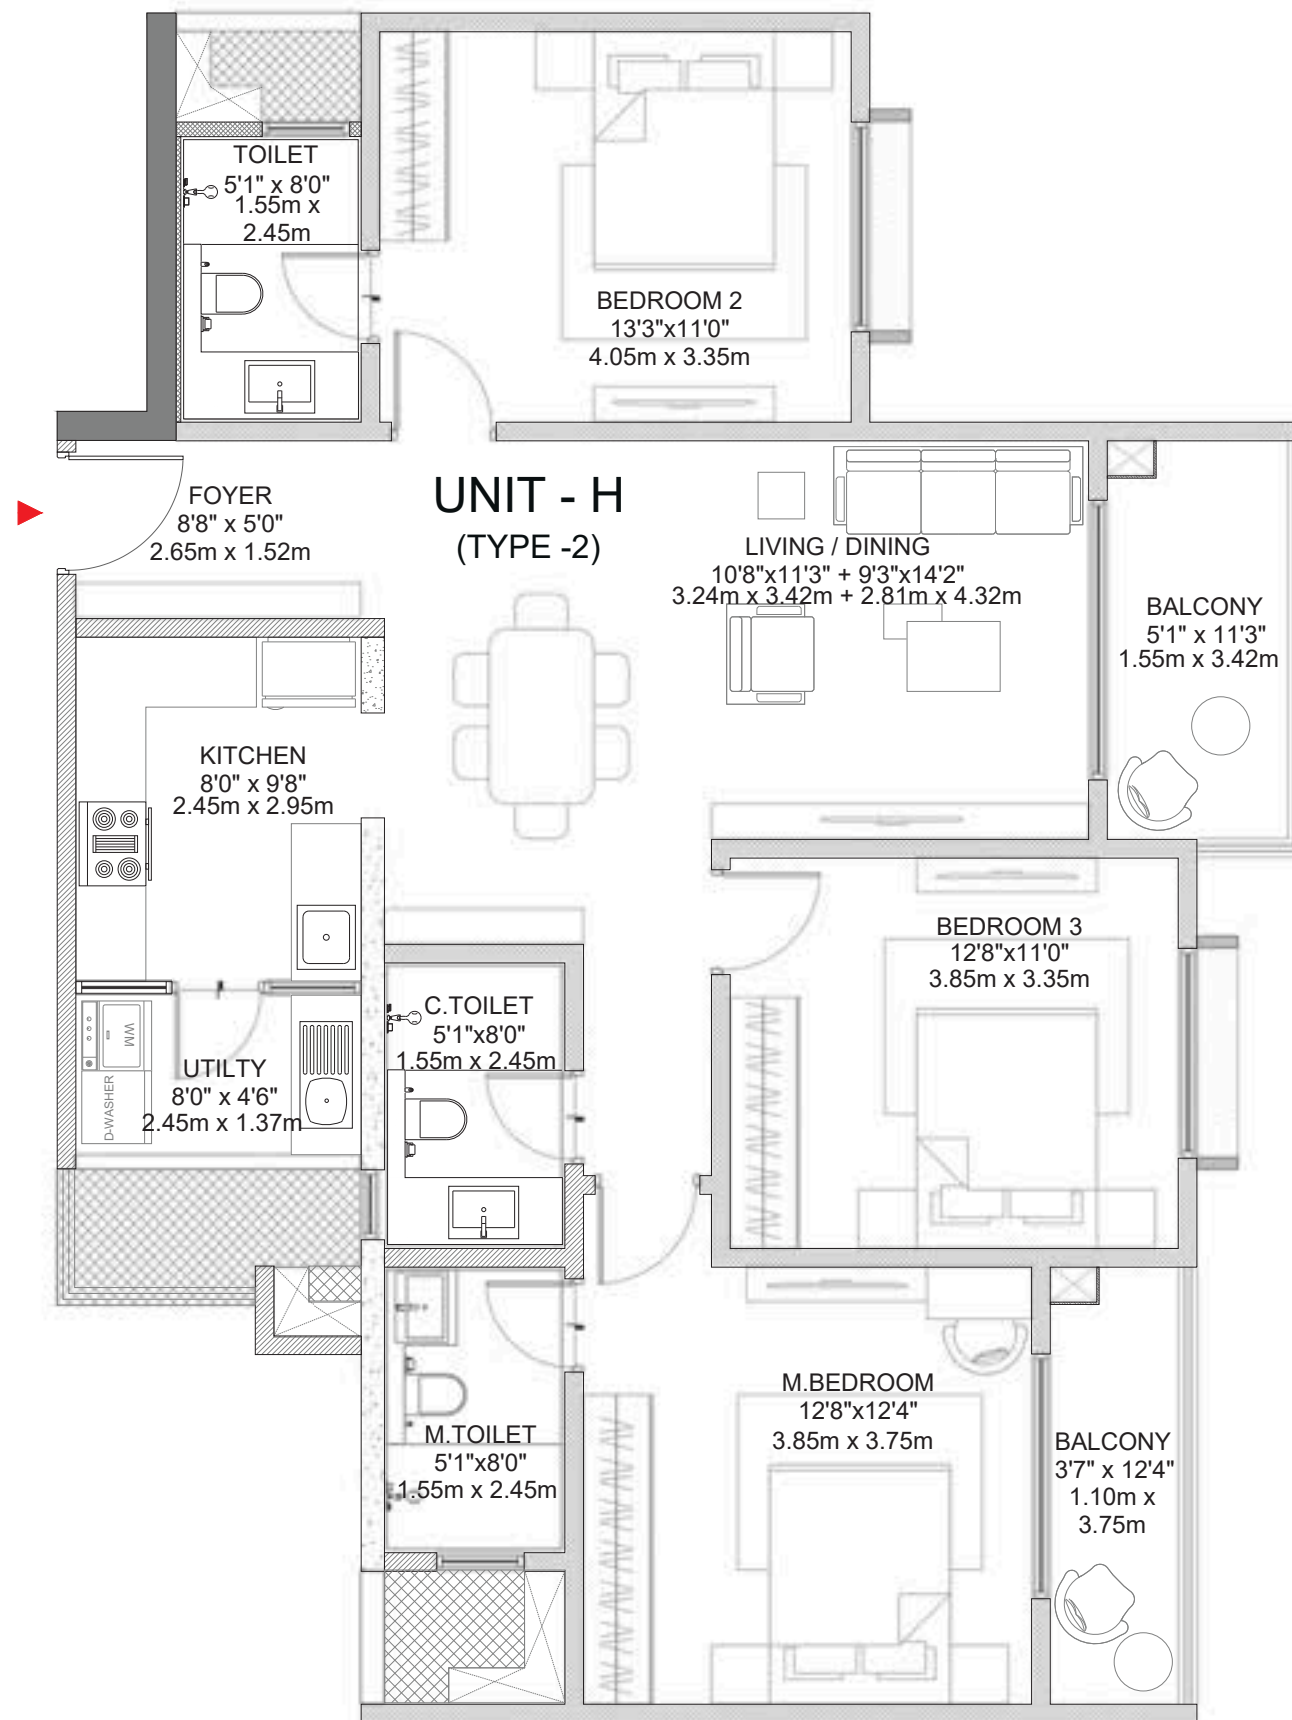 TOILET
5'1" x 8'0"
1.55m x
2.45m
BEDROOM 2
13'3"x11'0"
4.05m x 3.35m
UNIT - H
(TYPE -2)
FOYER
8'8" x 5'0"
2.65m x 1.52m
LIVING / DINING
10'8"x11'3" + 9'3"x14'2"
3.24m x 3.42m + 2.81m x 4.32m
BALCONY
5'1" x 11'3"
1.55m x 3.42m
KITCHEN
8'0" x 9'8"
2.45m x 2.95m
BEDROOM 3
12'8"x11'0"
3.85m x 3.35m
C.TOILET
5'1"x8'0"
1.55m x 2.45m
WM
UTILTY
8'0" x 4'6"
2.45m x 1.37m
D-WASHER
M.BEDROOM
12'8"x12'4"
3.85m x 3.75m
M.TOILET
5'1"x8'0"
1.55m x 2.45m
BALCONY
3'7" x 12'4"
1.10m x
3.75m